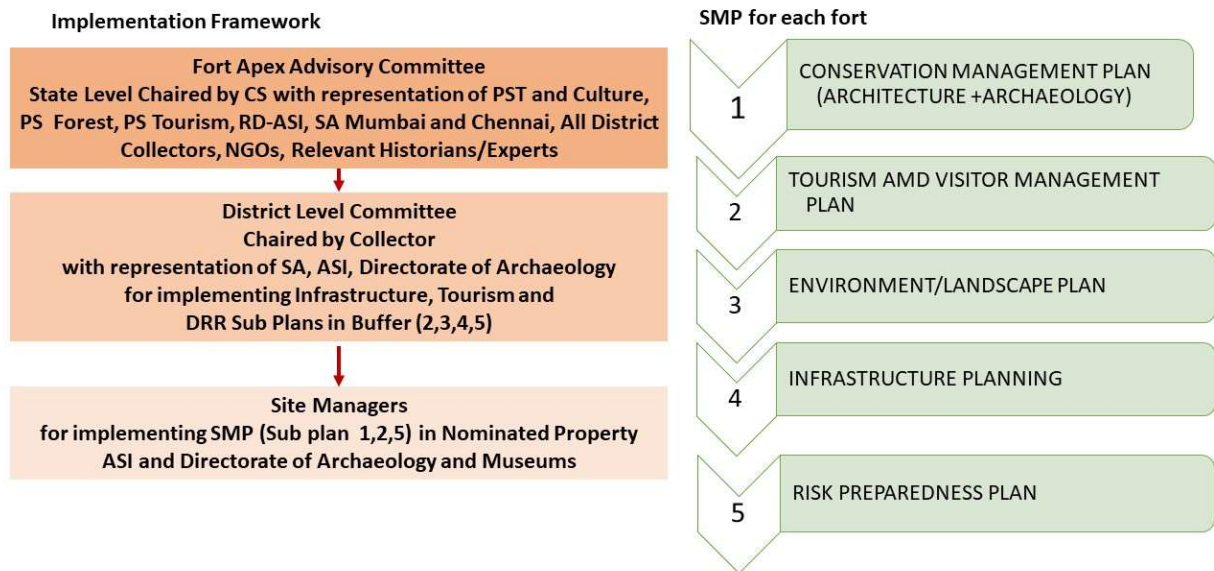 Implementation Framework
Fort Apex Advisory Committee
State Level Chaired by CS with representation of PST and Culture,
PS Forest, PS Tourism, RD-ASI, SA Mumbai and Chennai, All District
Collectors, NGOs, Relevant Historians/Experts
District Level Committee
Chaired by Collector
with representation of SA, ASI, Directorate of Archaeology
for implementing Infrastructure, Tourism and
DRR Sub Plans in Buffer (2,3,4,5)
Site Managers
for implementing SMP (Sub plan 1,2,5) in Nominated Property
ASI and Directorate of Archaeology and Museums
SMP for each fort
1
CONSERVATION MANAGEMENT PLAN
(ARCHITECTURE +ARCHAEOLOGY)
2
TOURISM AMD VISITOR MANAGEMENT
PLAN
3
ENVIRONMENT/LANDSCAPE PLAN
4
INFRASTRUCTURE PLANNING
5
RISK PREPAREDNESS PLAN